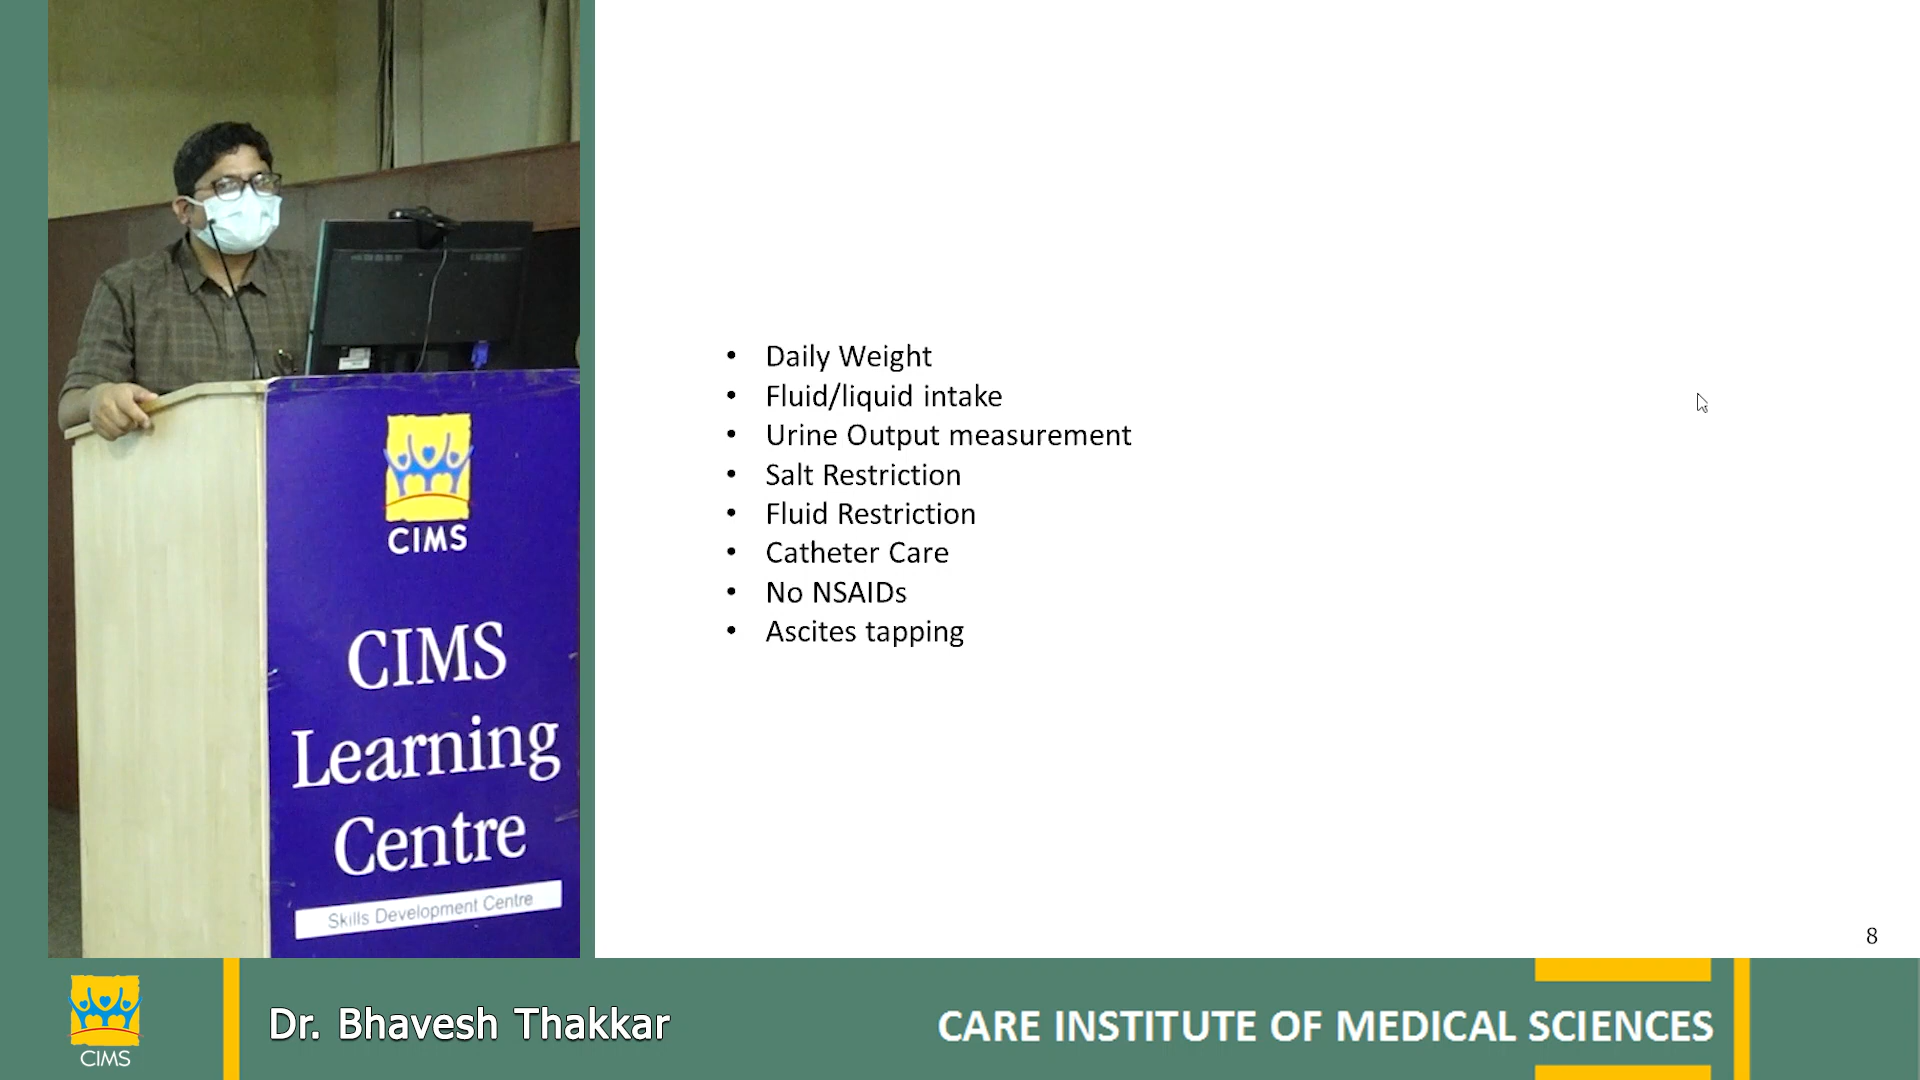 Daily Weight
Fluid/liquid intake
Urine Output measurement
Salt Restriction
Fluid Restriction
Catheter Care
No NSAIDs
Ascites tapping
8
CIMS
CIMS
Learning
Centre
Skills Development Centre
CIMS
Dr. Bhavesh Thakkar
CARE INSTITUTE OF MEDICAL SCIENCES